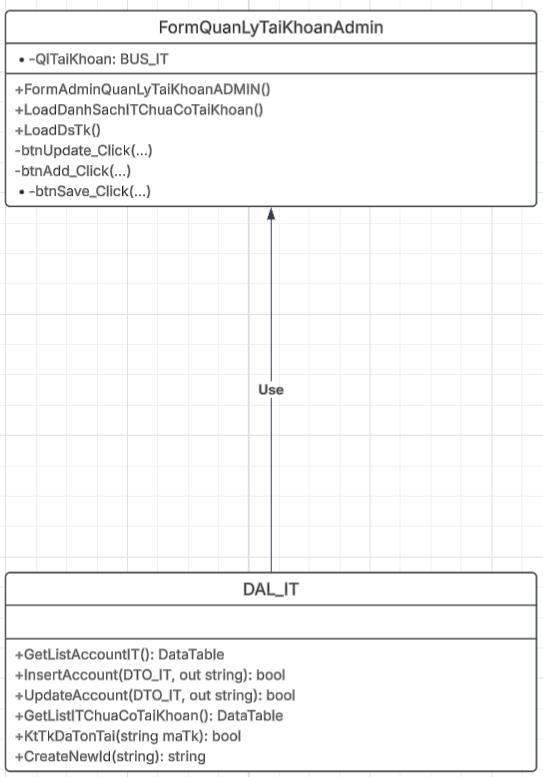 FormQuanLyTaiKhoanAdmin
• -QlTaiKhoan: BUS_IT
+FormAdminQuanLyTaiKhoanADMIN()
+LoadDanhSachITChuaCoTaiKhoan()
+LoadDsTk()
-btnUpdate_Click(...)
-btnAdd_Click(...)
• -btnSave_Click(...)
Use
DAL_IT
+GetListAccountIT(): DataTable
+InsertAccount(DTO_IT, out string): bool
+UpdateAccount(DTO_IT, out string): bool
+GetListITChuaCoTaiKhoan(): DataTable
+KtTkDaTonTai(string maTk): bool
+CreateNewId(string): string